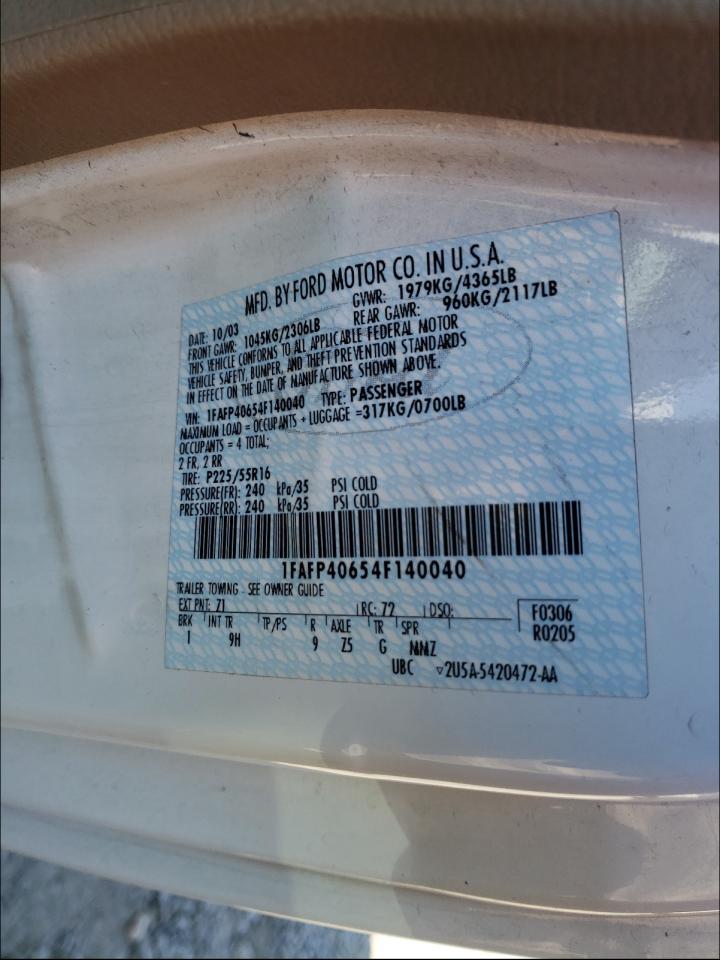 MFD. BY FORD MOTOR CO. IN U.S.A.
DATE: 10/03 GVWR: 1979KG/4365LB
FRONT GAWR: 1045KG/2306LB REAR GAWR: 960KG/2117LB
THIS VEHICLE CONFORMS TO ALL APPLICABLE FEDERAL MOTOR
VEHICLE SAFETY, BUMPER, AND THEFT PREVENTION STANDARDS
IN EFFECT ON THE DATE OF MANUFACTURE SHOWN ABOVE.
VIN: 1FAFP40654F140040 TYPE: PASSENGER
MAXIMUM LOAD = OCCUPANTS + LUGGAGE =317KG/0700LB
OCCUPANTS = 4 TOTAL;
2 FR, 2 RR
TIRE: P225/55R16
PRESSURE(FR): 240 kPa/35 PSI COLD
PRESSURE(RR): 240 kPa/35 PSI COLD
1FAFP40654F140040
TRAILER TOWING - SEE OWNER GUIDE
EXT PNT: Z1 RC: 72 DSO: F0306
BRK INT TR TP/PS R AXLE TR SPR R0205
1 9H 9 Z5 G MMMZ
UBC ▽2U5A-5420472-AA